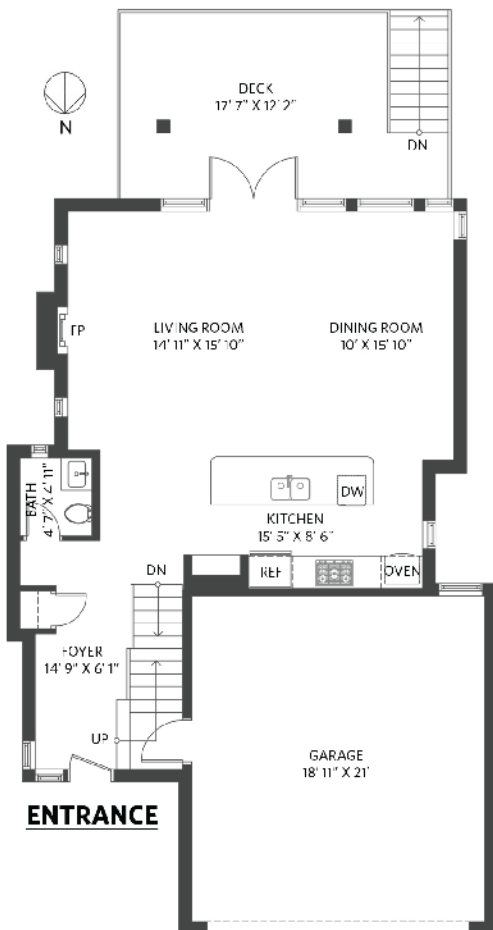 DECK
17' 7" X 12' 2"
N
DN
FP
LIVING ROOM
14' 11" X 15' 10"
DINING ROOM
10' X 15' 10"
BATH
4' 7" X 4' 11"
DW
KITCHEN
15' 5" X 8' 6"
DN
REF
OVEN
FOYER
14' 9" X 6' 1"
UP
GARAGE
18' 11" X 21'
ENTRANCE